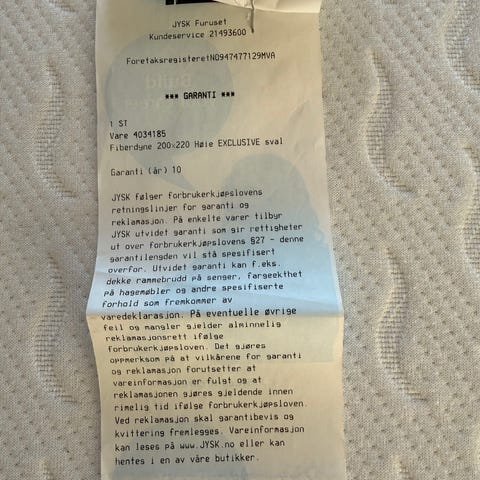 JYSK Furuset
Kundeservice 21493600
ForetaksregisteretNO947477129MVA
*** GARANTI ***
1 ST
Vare 4034185
Fiberdyne 200x220 Høie EXCLUSIVE sval
Garanti (år) 10
JYSK følger forbrukerkjøpslovens
retningslinjer for garanti og
reklamasjon. På enkelte varer tilbyr
JYSK utvidet garanti som gir rettigheter
ut over forbrukerkjøpslovens §27 - denne
garantilengden vil stå spesifisert
overfor. Utvidet garanti kan f.eks.
dekke rammebrudd på senger, fargeekthet
på hagemøbler og andre spesifiserte
forhold som fremkommer av
varedeklarasjon. På eventuelle øvrige
feil og mangler gjelder alminnelig
reklamasjonsrett ifølge
forbrukerkjøpsloven. Det gjøres
oppmerksom på at vilkårene for garanti
og reklamasjon forutsetter at
vareinformasjon er fulgt og at
reklamasjonen gjøres gjeldende innen
rimelig tid ifølge forbrukerkjøpsloven.
Ved reklamasjon skal garantibevis og
kvittering fremlegges. Vareinformasjon
kan leses på www.JYSK.no eller kan
hentes i en av våre butikker.